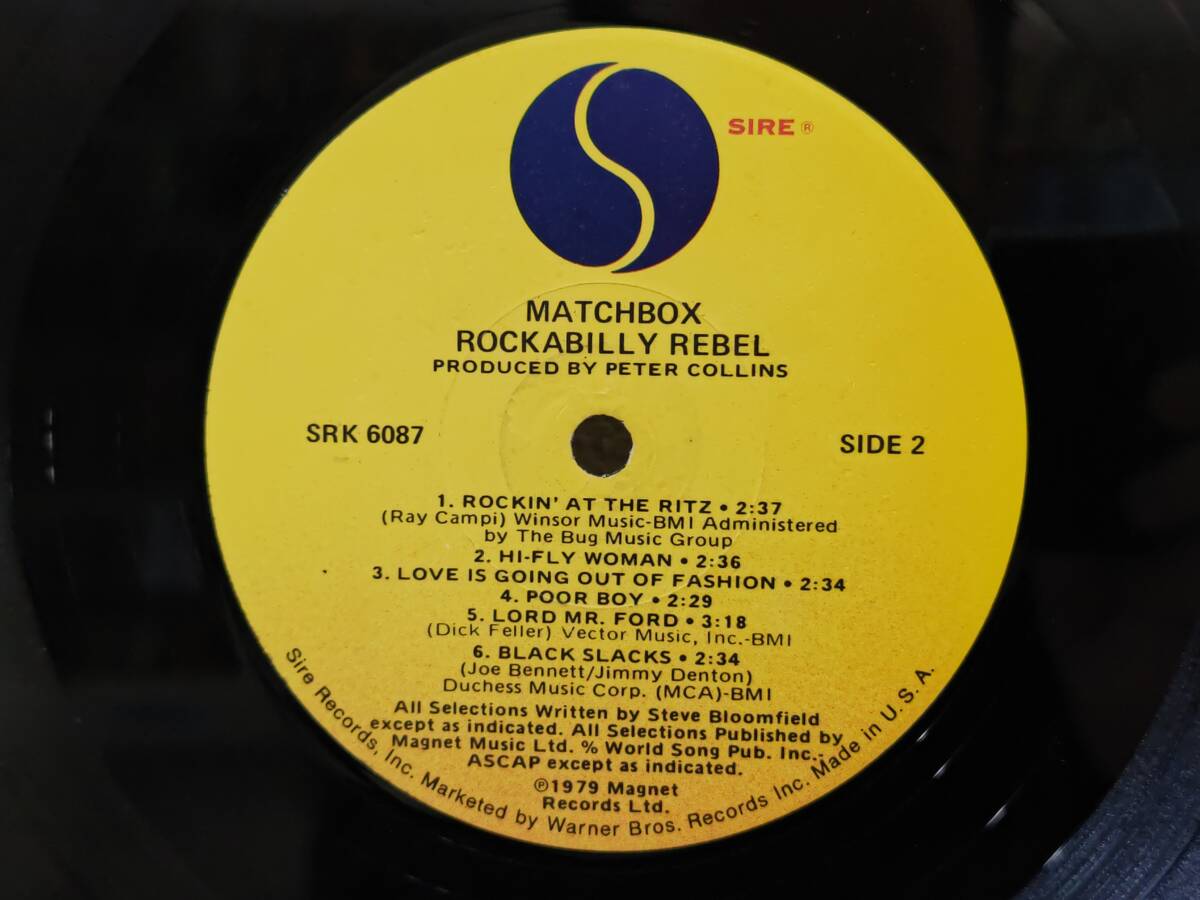 SIRE ®
MATCHBOX
ROCKABILLY REBEL
PRODUCED BY PETER COLLINS
SRK 6087
SIDE 2
1. ROCKIN' AT THE RITZ • 2:37
(Ray Campi) Winsor Music-BMI Administered
by The Bug Music Group
2. HI-FLY WOMAN • 2:36
3. LOVE IS GOING OUT OF FASHION • 2:34
4. POOR BOY • 2:29
5. LORD MR. FORD • 3:18
(Dick Feller) Vector Music, Inc.-BMI
6. BLACK SLACKS • 2:34
(Joe Bennett/Jimmy Denton)
Duchess Music Corp. (MCA)-BMI
All Selections Written by Steve Bloomfield
except as indicated. All Selections Published by
Magnet Music Ltd. % World Song Pub. Inc.-
ASCAP except as indicated.
℗1979 Magnet
Records Ltd.
Sire Records, Inc. Marketed by Warner Bros. Records Inc. Made in U. S. A.